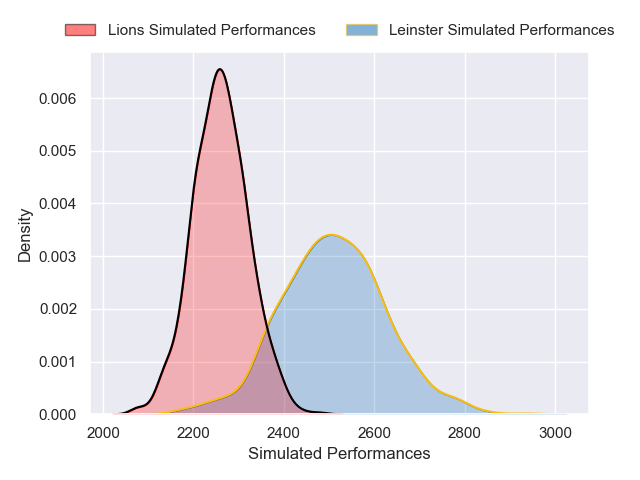 Lions Simulated Performances
Leinster Simulated Performances
0.006
0.005
0.004
0.003
0.002
0.001
0.000
Density
2000 2200 2400 2600 2800 3000
Simulated Performances